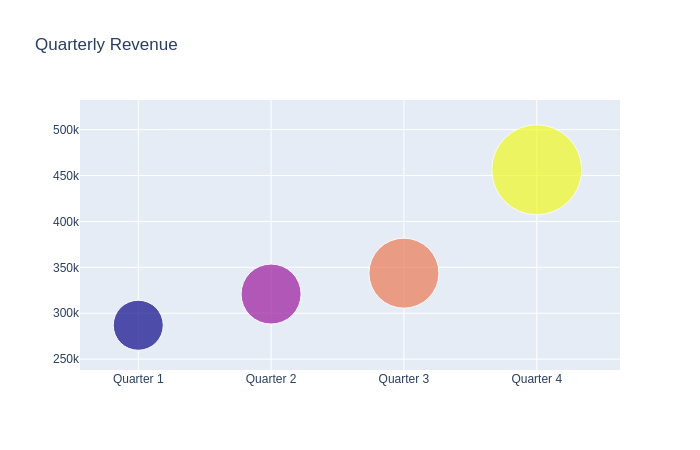 Quarterly Revenue
500k
450k
400k
350k
300k
250k
Quarter 1
Quarter 2
Quarter 3
Quarter 4